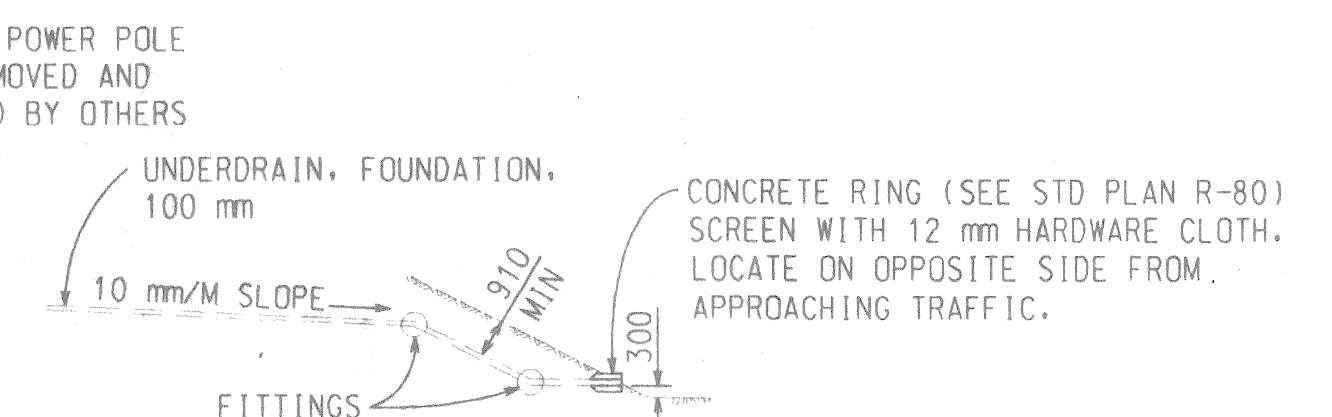 POWER POLE
MOVED AND
) BY OTHERS
UNDERDRAIN, FOUNDATION,
100 mm
10 mm/M SLOPE
910
MIN
CONCRETE RING (SEE STD PLAN R-80)
SCREEN WITH 12 mm HARDWARE CLOTH.
LOCATE ON OPPOSITE SIDE FROM
APPROACHING TRAFFIC.
300
FITTINGS